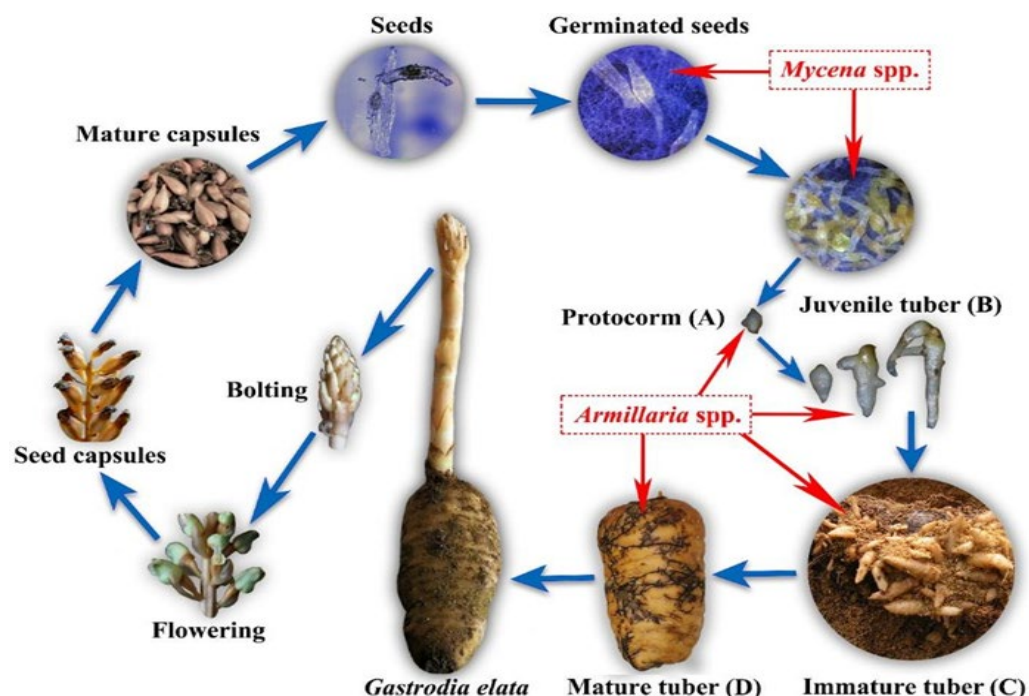 Seeds
Germinated seeds
Mycena spp.
Mature capsules
Protocorm (A)
Juvenile tuber (B)
Bolting
Armillaria spp.
Seed capsules
Flowering
Gastrodia elata
Mature tuber (D)
Immature tuber (C)